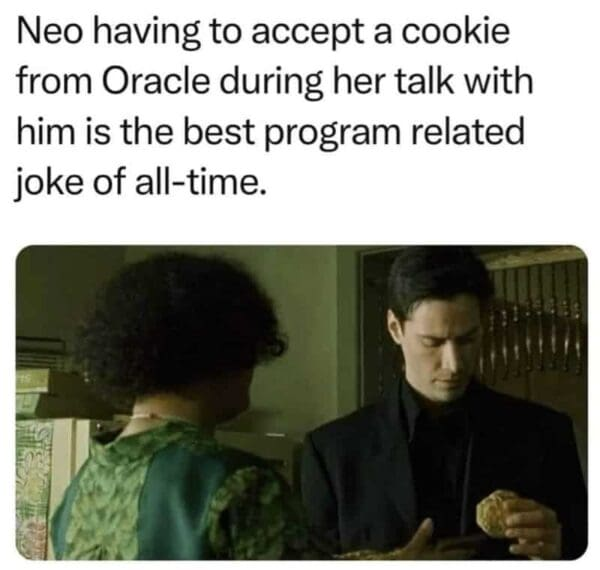 Neo having to accept a cookie
from Oracle during her talk with
him is the best program related
joke of all-time.